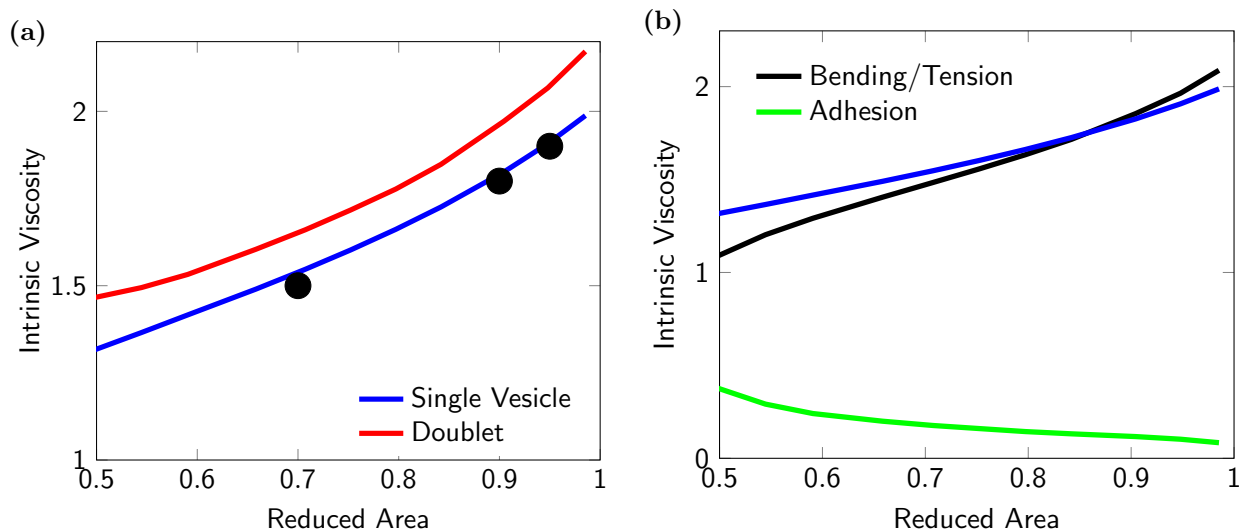 (a)
Intrinsic Viscosity
2
1.5
1
0.5
0.6
0.7
0.8
0.9
1
Reduced Area
Single Vesicle
Doublet
(b)
Intrinsic Viscosity
2
1
0
0.5
0.6
0.7
0.8
0.9
1
Reduced Area
Bending/Tension
Adhesion